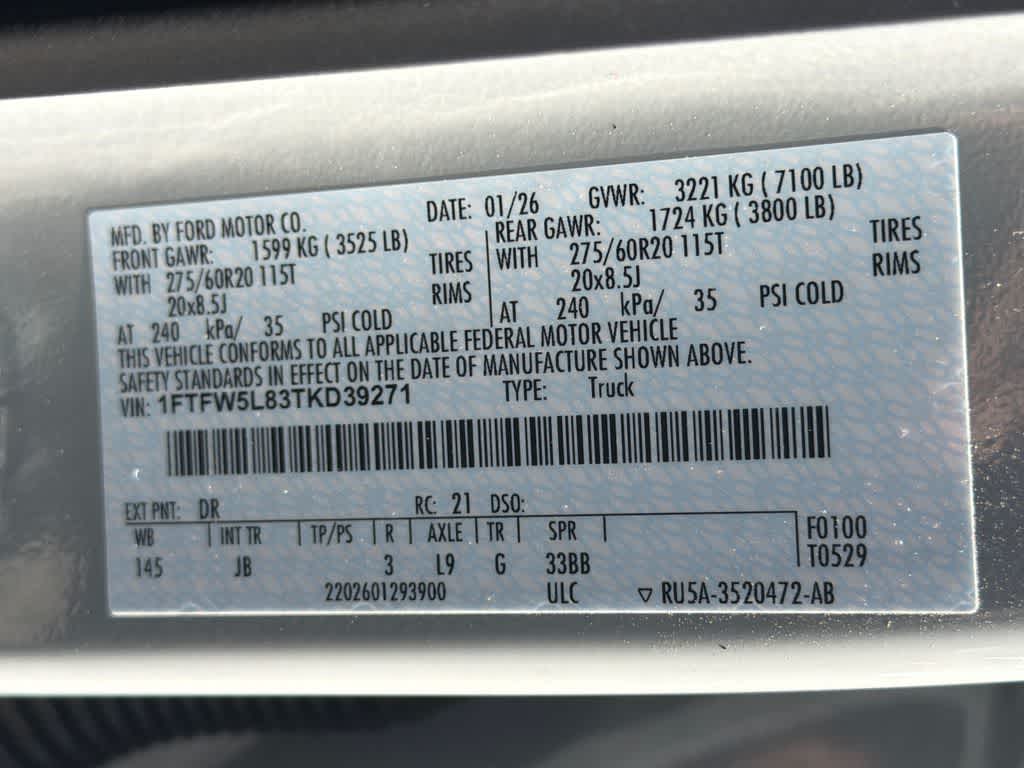 MFD. BY FORD MOTOR CO. DATE: 01/26 GVWR: 3221 KG ( 7100 LB)
FRONT GAWR: 1599 KG ( 3525 LB) REAR GAWR: 1724 KG ( 3800 LB)
WITH 275/60R20 115T TIRES WITH 275/60R20 115T TIRES
20x8.5J RIMS 20x8.5J RIMS
AT 240 kPa/ 35 PSI COLD AT 240 kPa/ 35 PSI COLD
THIS VEHICLE CONFORMS TO ALL APPLICABLE FEDERAL MOTOR VEHICLE
SAFETY STANDARDS IN EFFECT ON THE DATE OF MANUFACTURE SHOWN ABOVE.
VIN: 1FTFW5L83TKD39271 TYPE: Truck
EXT PNT: DR RC: 21 DSO:
WB INT TR TP/PS R AXLE TR SPR F0100
145 JB 3 L9 G 33BB T0529
2202601293900 ULC ▽ RU5A-3520472-AB